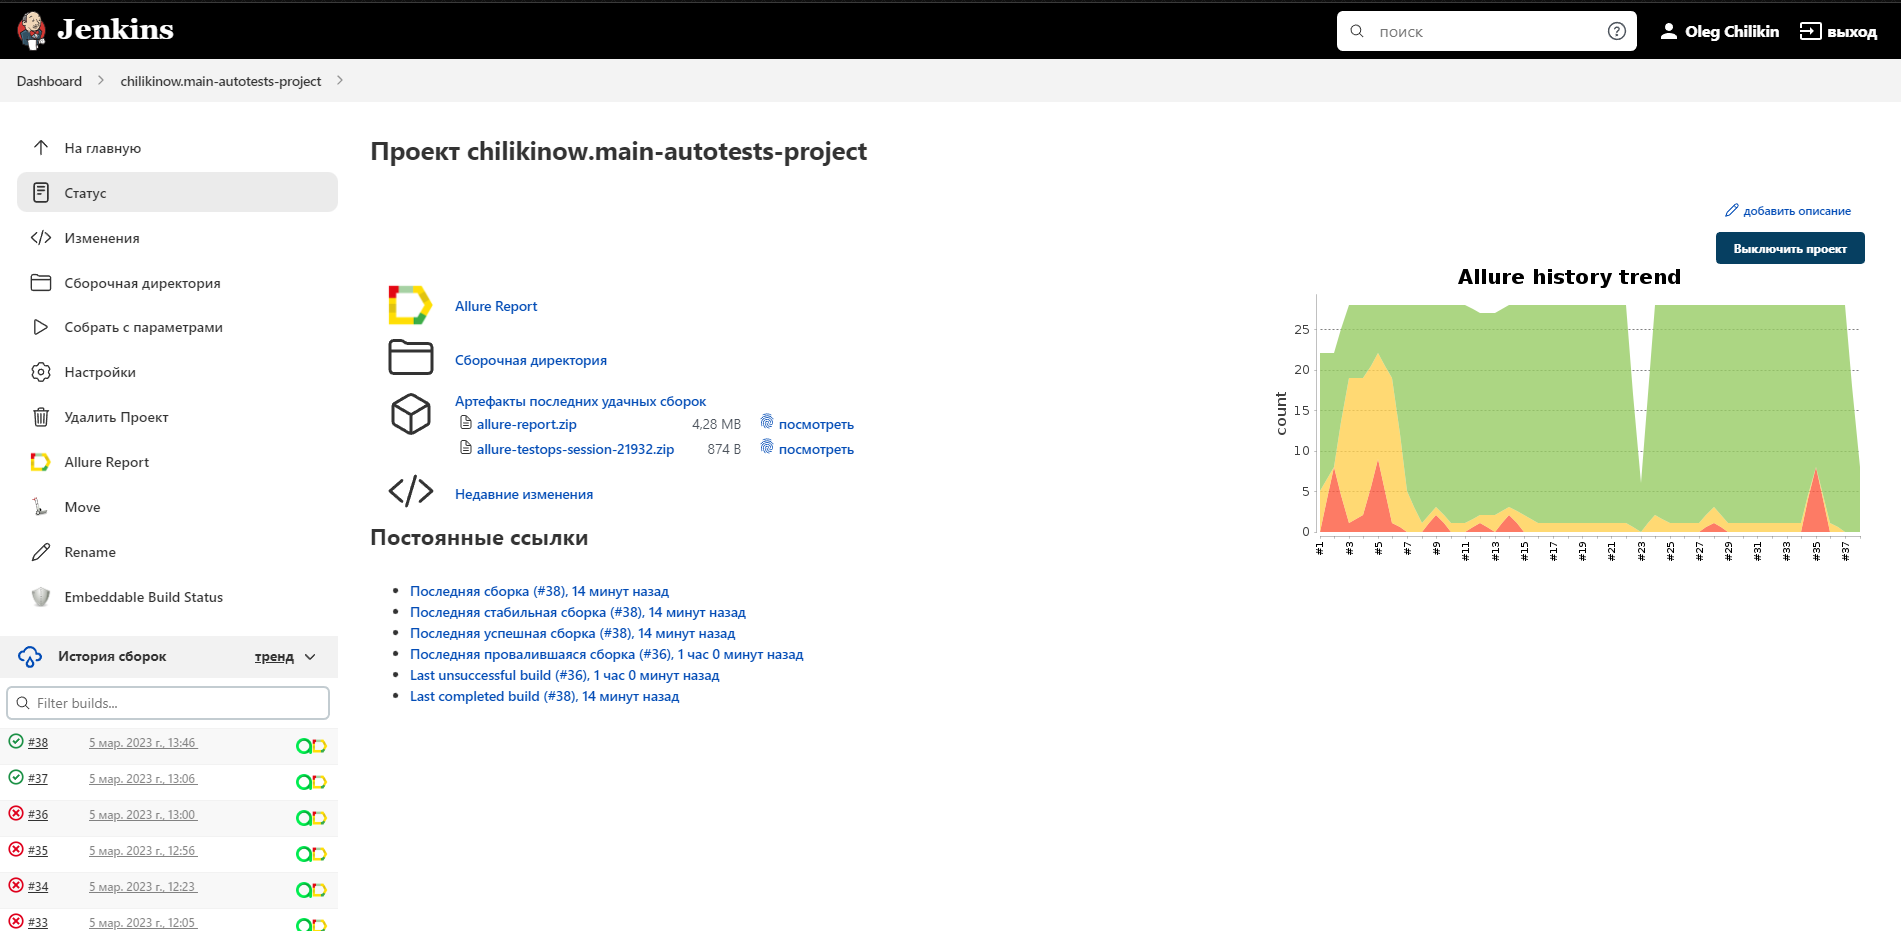 Jenkins
поиск
Oleg Chilikin
выход
Dashboard
chilikinow.main-autotests-project
На главную
Статус
Изменения
Сборочная директория
Собрать с параметрами
Настройки
Удалить Проект
Allure Report
Move
Rename
Embeddable Build Status
История сборок
тренд
Filter builds...
#38 5 мар. 2023 г., 13:46
#37 5 мар. 2023 г., 13:06
#36 5 мар. 2023 г., 13:00
#35 5 мар. 2023 г., 12:56
#34 5 мар. 2023 г., 12:23
#33 5 мар. 2023 г., 12:05
Проект chilikinow.main-autotests-project
добавить описание
Выключить проект
Allure Report
Сборочная директория
Артефакты последних удачных сборок
allure-report.zip 4,28 MB посмотреть
allure-testops-session-21932.zip 874 B посмотреть
Недавние изменения
Постоянные ссылки
Последняя сборка (#38), 14 минут назад
Последняя стабильная сборка (#38), 14 минут назад
Последняя успешная сборка (#38), 14 минут назад
Последняя провалившаяся сборка (#36), 1 час 0 минут назад
Last unsuccessful build (#36), 1 час 0 минут назад
Last completed build (#38), 14 минут назад
Allure history trend
count
25
20
15
10
5
0
#1 #3 #5 #7 #9 #11 #13 #15 #17 #19 #21 #23 #25 #27 #29 #31 #33 #35 #37